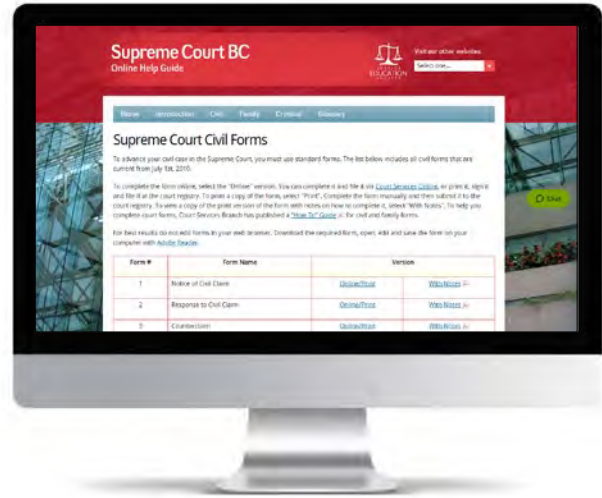 Supreme Court BC
Online Help Guide
JUSTICE
EDUCATION
SOCIETY
Visit our other websites
Select one...
Home Introduction Civil Family Criminal Glossary
Supreme Court Civil Forms
To advance your civil case in the Supreme Court, you must use standard forms. The list below includes all civil forms that are
current from July 1st, 2010.
To complete the form online, select the "Online" version. You can complete it and file it via Court Services Online, or print it, sign it
and file it at the court registry. To print a copy of the form, select "Print". Complete the form manually and then submit it to the
court registry. To view a copy of the print version of the form with notes on how to complete it, select "With Notes". To help you
complete court forms, Court Services Branch has published a "How To" Guide for civil and family forms.
For best results do not edit forms in your web browser. Download the required form, open, edit and save the form on your
computer with Adobe Reader.
Chat
Form # Form Name Version
1 Notice of Civil Claim Online/Print With Notes
2 Response to Civil Claim Online/Print With Notes
3 Counterclaim Online/Print With Notes